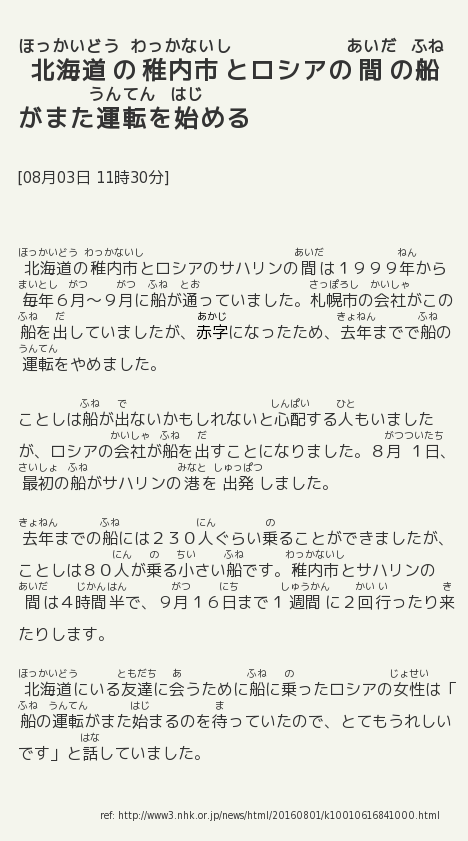 ほっかいどう わっかないし あいだ ふね
北海道の稚内市とロシアの間の船
うんてん はじ
がまた運転を始める
[08月03日 11時30分]
ほっかいどう わっかないし あいだ ねん
北海道の稚内市とロシアのサハリンの間は１９９９年から
まいとし がつ がつ ふね とお さっぽろし かいしゃ
毎年６月～９月に船が通っていました。札幌市の会社がこの
ふね だ あかじ きょねん ふね
船を出していましたが、赤字になったため、去年までで船の
うんてん
運転をやめました。
ふね で しんぱい ひと
ことしは船が出ないかもしれないと心配する人もいました
かいしゃ ふね だ がつついたち
が、ロシアの会社が船を出すことになりました。８月１日、
さいしょ ふね みなと しゅっぱつ
最初の船がサハリンの港を出発しました。
きょねん ふね にん の
去年までの船には２３０人ぐらい乗ることができましたが、
にん の ちい ふね わっかないし
ことしは８０人が乗る小さい船です。稚内市とサハリンの
あいだ じかんはん がつ にち しゅうかん かい い き
間は４時間半で、９月１６日まで１週間に２回行ったり来
たりします。
ほっかいどう ともだち あ ふね の じょせい
北海道にいる友達に会うために船に乗ったロシアの女性は「
ふね うんてん はじ ま
船の運転がまた始まるのを待っていたので、とてもうれしい
はな
です」と話していました。
ref: http://www3.nhk.or.jp/news/html/20160801/k10010616841000.html